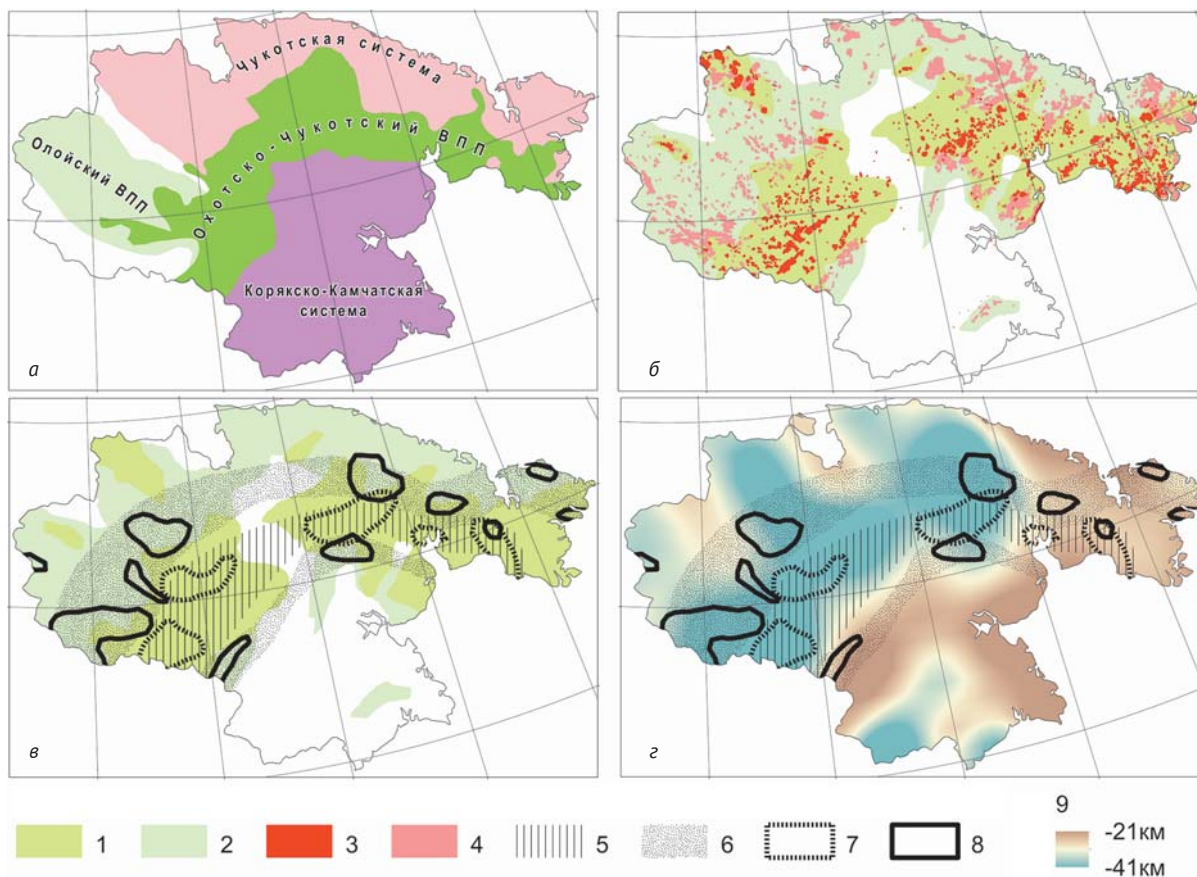 Чукотская система
Охотско-Чукотский ВПП
Олойский ВПП
Корякско-Камчатская
система
а
б
в
г
1
2
3
4
5
6
7
8
9
-21км
-41км